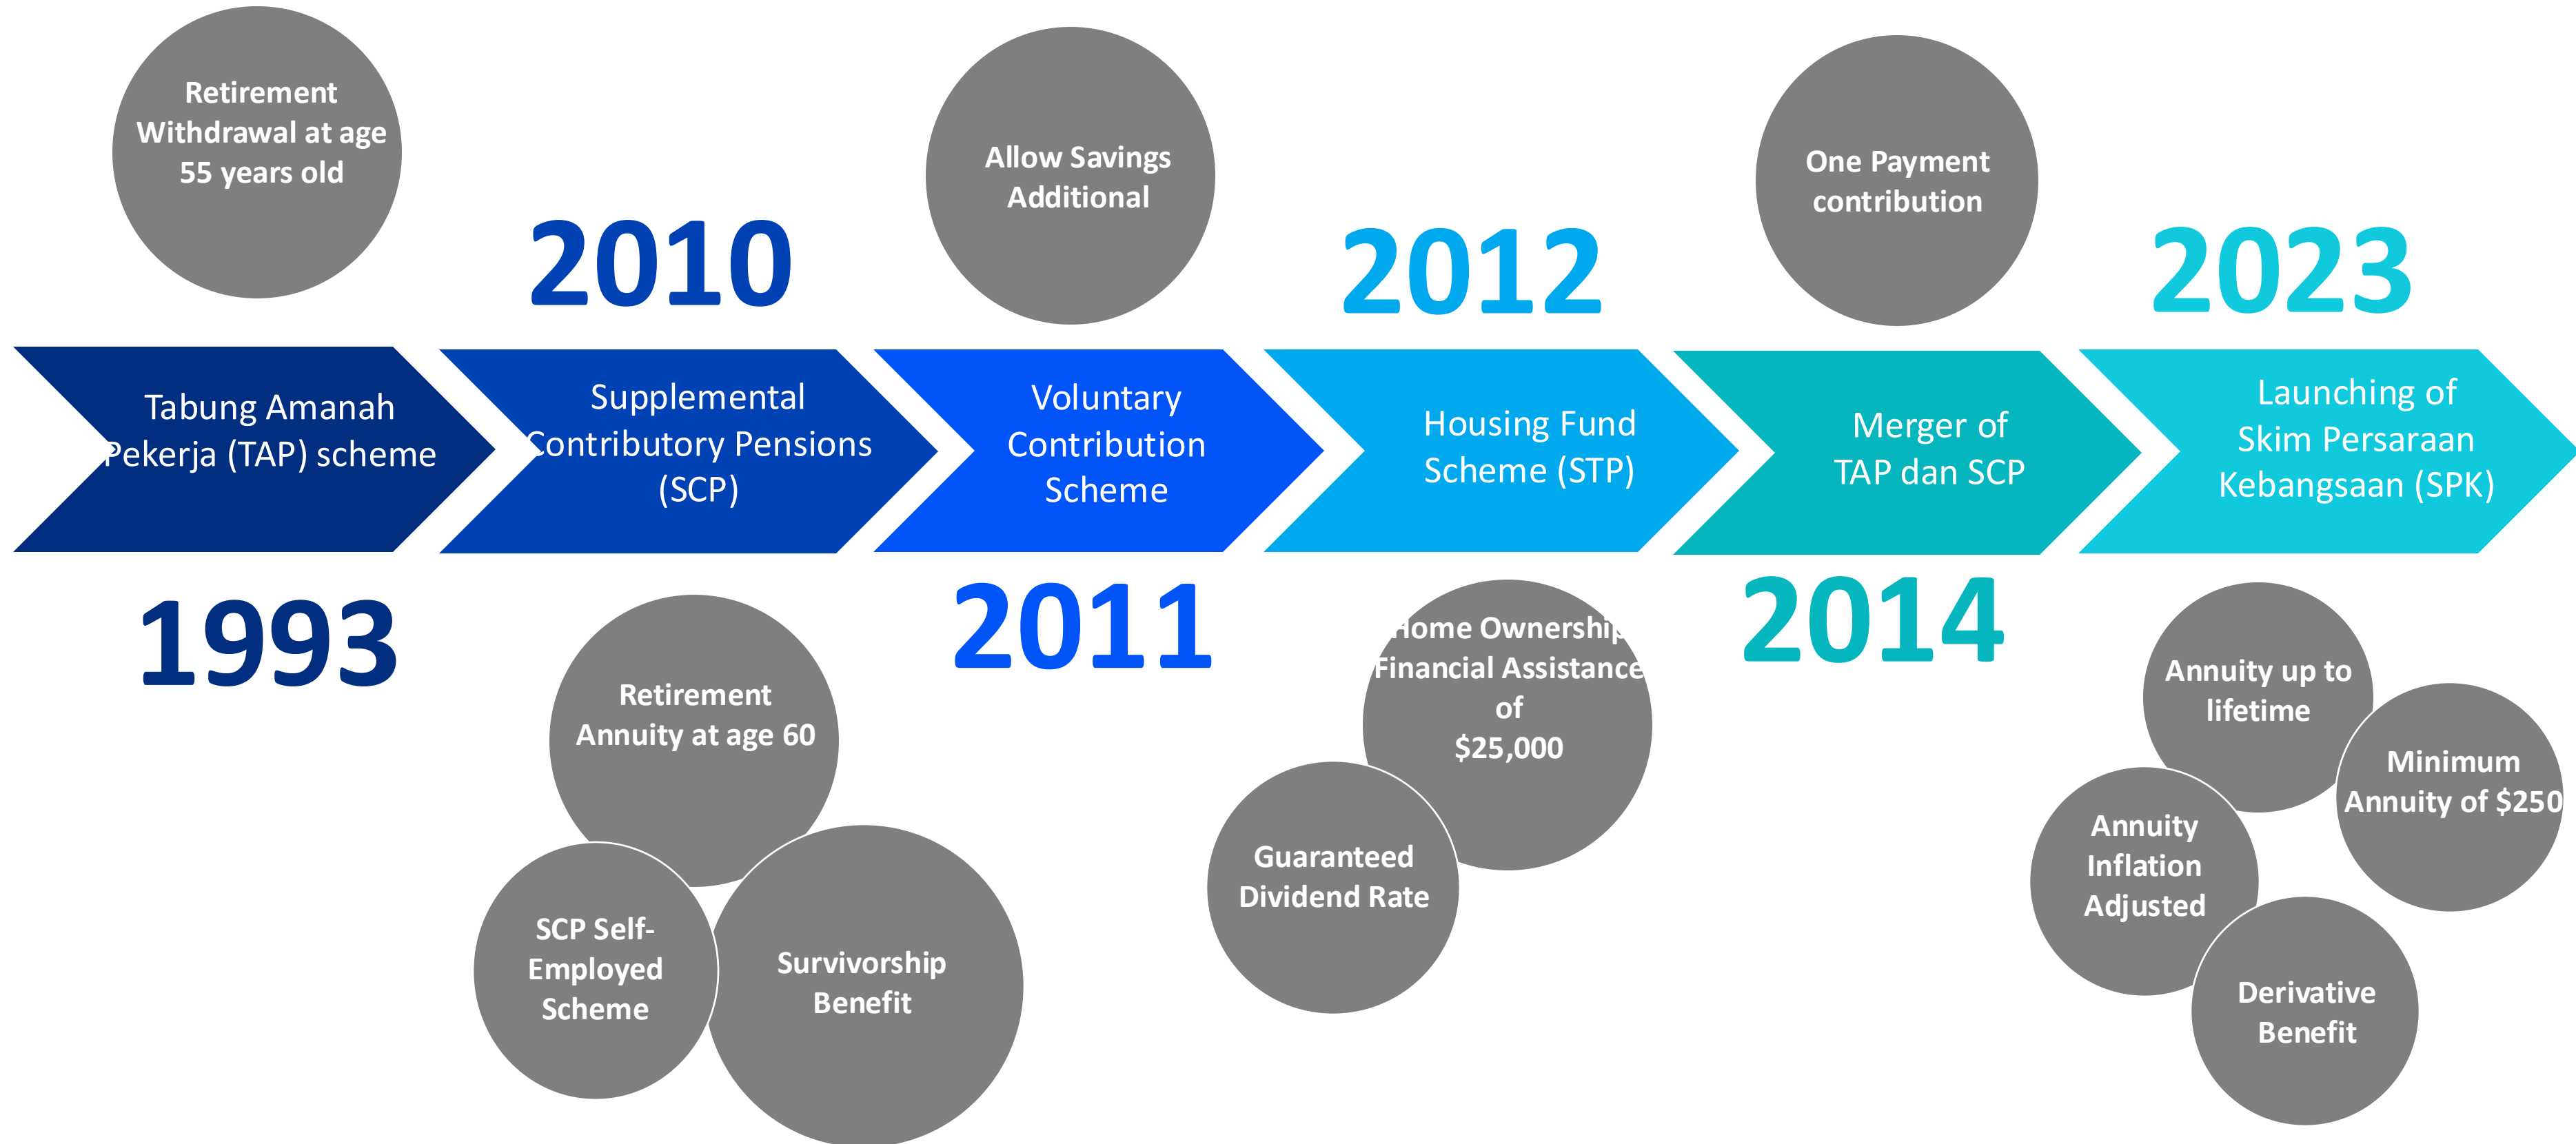 Retirement
Withdrawal at age
55 years old
Tabung Amanah
Pekerja (TAP) scheme
1993
2010
Supplemental
Contributory Pensions
(SCP)
Retirement
Annuity at age 60
SCP Self-
Employed
Scheme
Survivorship
Benefit
Allow Savings
Additional
Voluntary
Contribution
Scheme
2011
2012
Housing Fund
Scheme (STP)
Home Ownership
Financial Assistance
of
$25,000
Guaranteed
Dividend Rate
One Payment
contribution
Merger of
TAP dan SCP
2014
2023
Launching of
Skim Persaraan
Kebangsaan (SPK)
Annuity up to
lifetime
Minimum
Annuity of $250
Annuity
Inflation
Adjusted
Derivative
Benefit